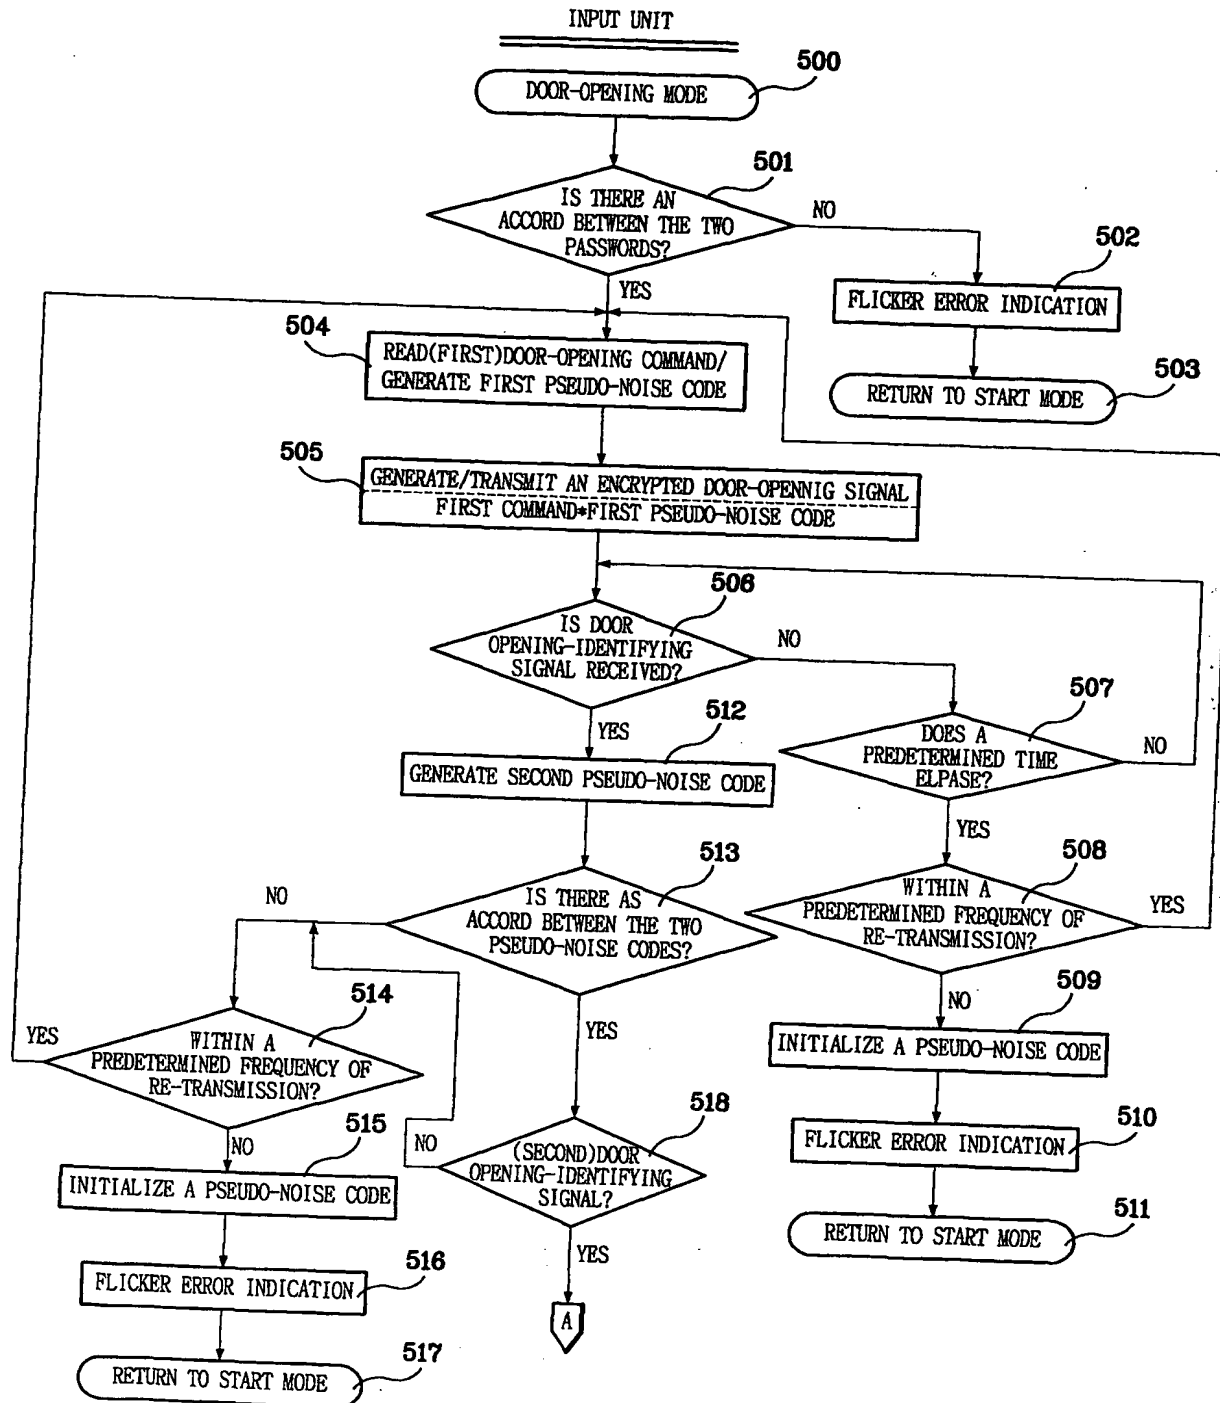 INPUT UNIT
500
DOOR-OPENING MODE
501
IS THERE AN
ACCORD BETWEEN THE TWO
PASSWORDS?
NO
YES
502
FLICKER ERROR INDICATION
503
RETURN TO START MODE
504
READ(FIRST)DOOR-OPENING COMMAND/
GENERATE FIRST PSEUDO-NOISE CODE
505
GENERATE/TRANSMIT AN ENCRYPTED DOOR-OPENNIG SIGNAL
FIRST COMMAND*FIRST PSEUDO-NOISE CODE
506
IS DOOR
OPENING-IDENTIFYING
SIGNAL RECEIVED?
NO
YES
507
DOES A
PREDETERMINED TIME
ELPASE?
NO
YES
512
GENERATE SECOND PSEUDO-NOISE CODE
508
WITHIN A
PREDETERMINED FREQUENCY OF
RE-TRANSMISSION?
YES
NO
513
IS THERE AS
ACCORD BETWEEN THE TWO
PSEUDO-NOISE CODES?
NO
YES
509
INITIALIZE A PSEUDO-NOISE CODE
514
WITHIN A
PREDETERMINED FREQUENCY OF
RE-TRANSMISSION?
YES
NO
510
FLICKER ERROR INDICATION
518
(SECOND)DOOR
OPENING-IDENTIFYING
SIGNAL?
NO
YES
515
INITIALIZE A PSEUDO-NOISE CODE
511
RETURN TO START MODE
516
FLICKER ERROR INDICATION
A
517
RETURN TO START MODE